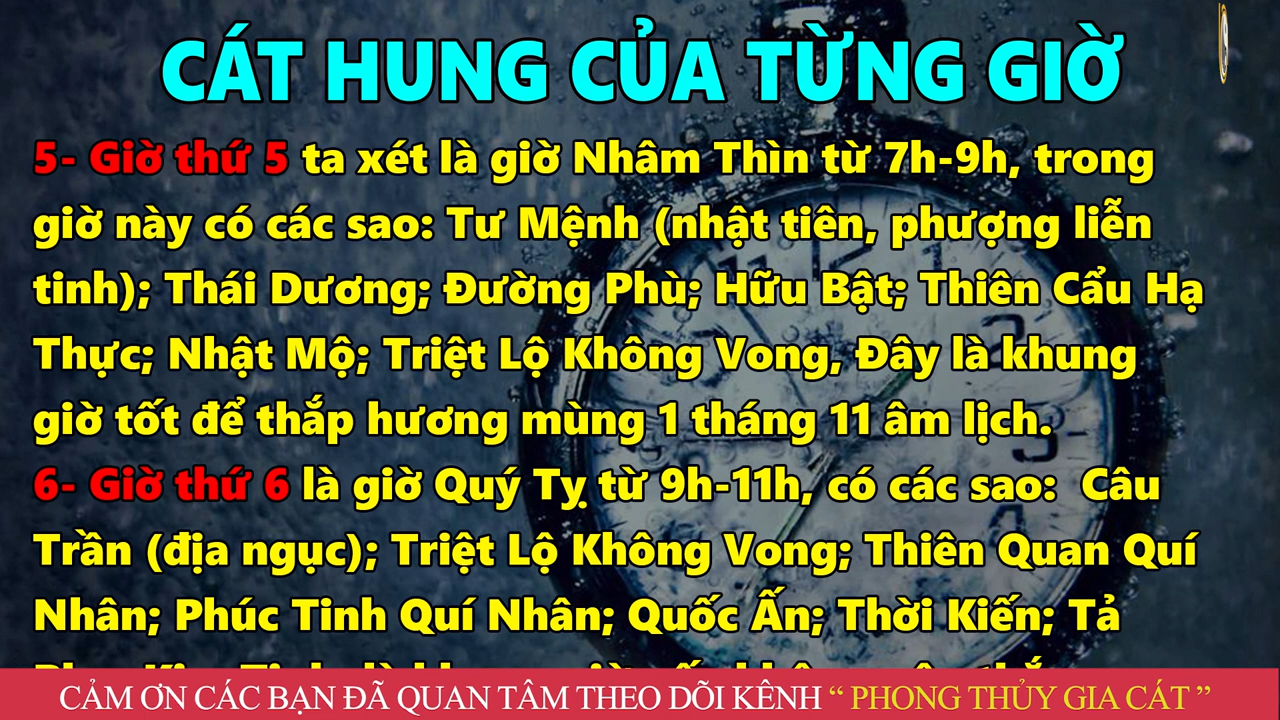 CÁT HUNG CỦA TỪNG GIỜ
5- Giờ thứ 5 ta xét là giờ Nhâm Thìn từ 7h-9h, trong
giờ này có các sao: Tư Mệnh (nhật tiên, phượng liễn
tinh); Thái Dương; Đường Phù; Hữu Bật; Thiên Cẩu Hạ
Thực; Nhật Mộ; Triệt Lộ Không Vong, Đây là khung
giờ tốt để thắp hương mùng 1 tháng 11 âm lịch.
6- Giờ thứ 6 là giờ Quý Tỵ từ 9h-11h, có các sao:  Câu
Trần (địa ngục); Triệt Lộ Không Vong; Thiên Quan Quí
Nhân; Phúc Tinh Quí Nhân; Quốc Ấn; Thời Kiến; Tả
CẢM ƠN CÁC BẠN ĐÃ QUAN TÂM THEO DÕI KÊNH “ PHONG THỦY GIA CÁT ”